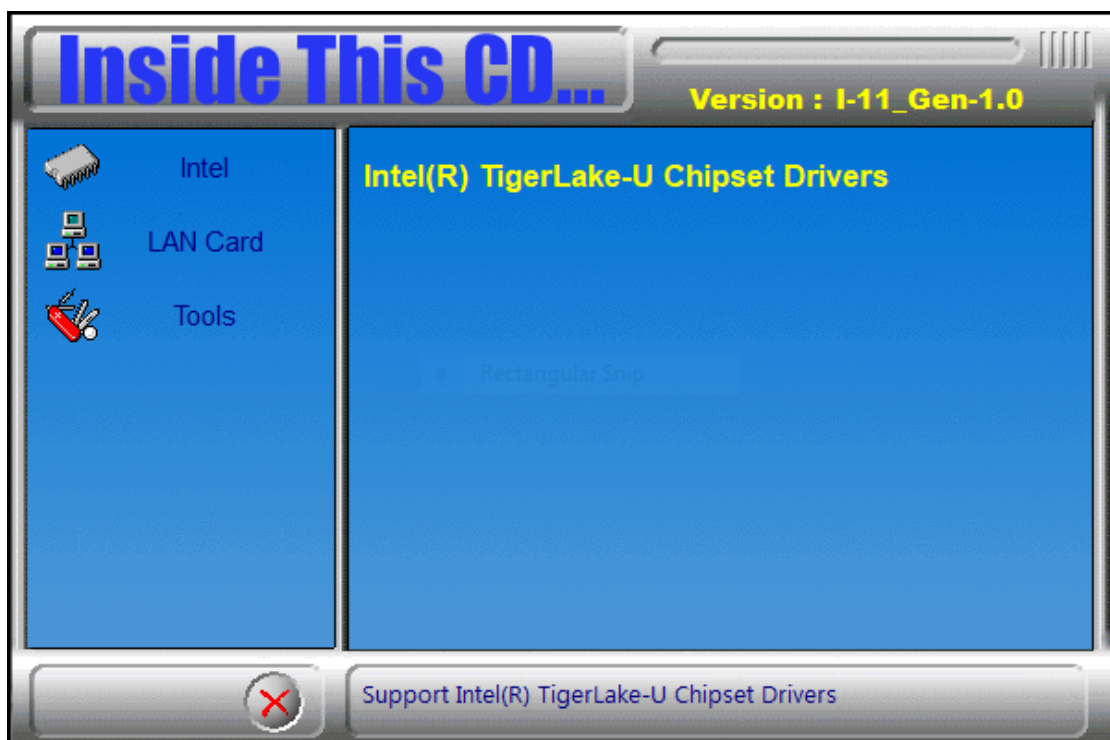 Inside This CD...
Version : I-11_Gen-1.0
Intel
LAN Card
Tools
Intel(R) TigerLake-U Chipset Drivers
Rectangular Snip
Support Intel(R) TigerLake-U Chipset Drivers